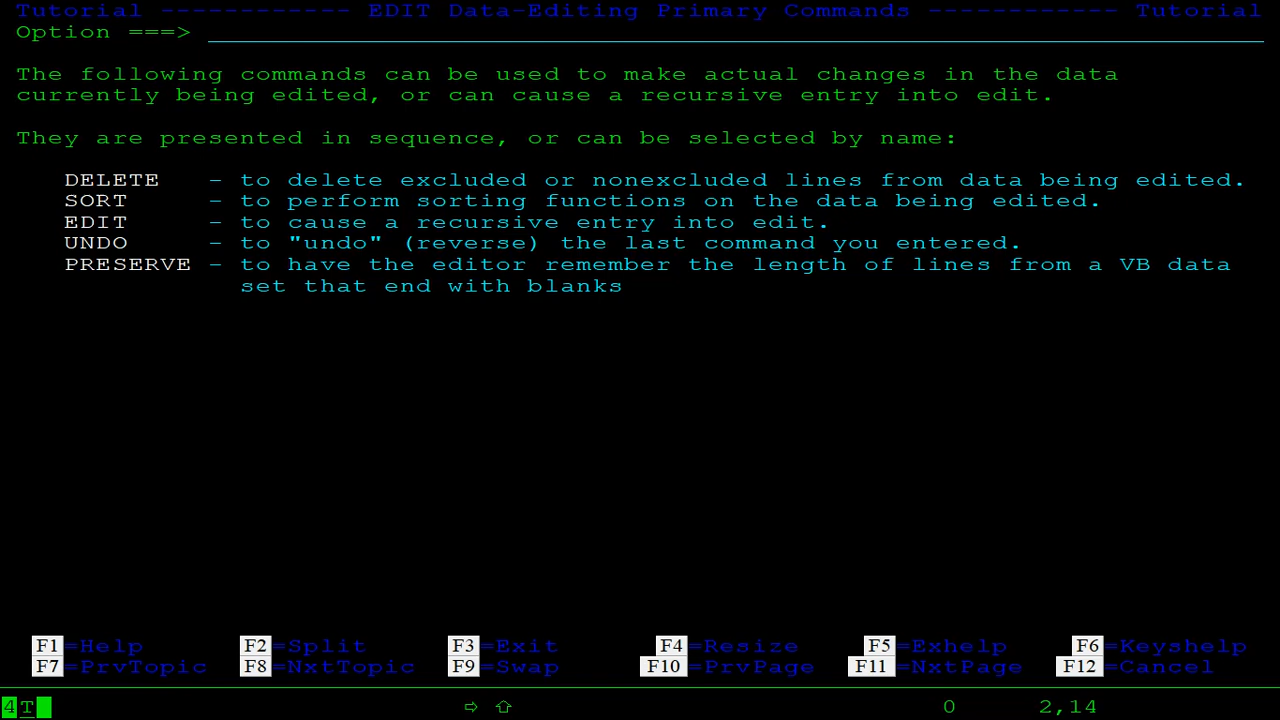 Tutorial ------------ EDIT Data-Editing Primary Commands ------------ Tutorial
Option ===>
The following commands can be used to make actual changes in the data
currently being edited, or can cause a recursive entry into edit.
They are presented in sequence, or can be selected by name:
DELETE - to delete excluded or nonexcluded lines from data being edited.
SORT - to perform sorting functions on the data being edited.
EDIT - to cause a recursive entry into edit.
UNDO - to "undo" (reverse) the last command you entered.
PRESERVE - to have the editor remember the length of lines from a VB data
set that end with blanks
F1=Help F2=Split F3=Exit F4=Resize F5=Exhelp F6=Keyshelp
F7=PrvTopic F8=NxtTopic F9=Swap F10=PrvPage F11=NxtPage F12=Cancel
4T ⇨ ⇧ 0 2,14